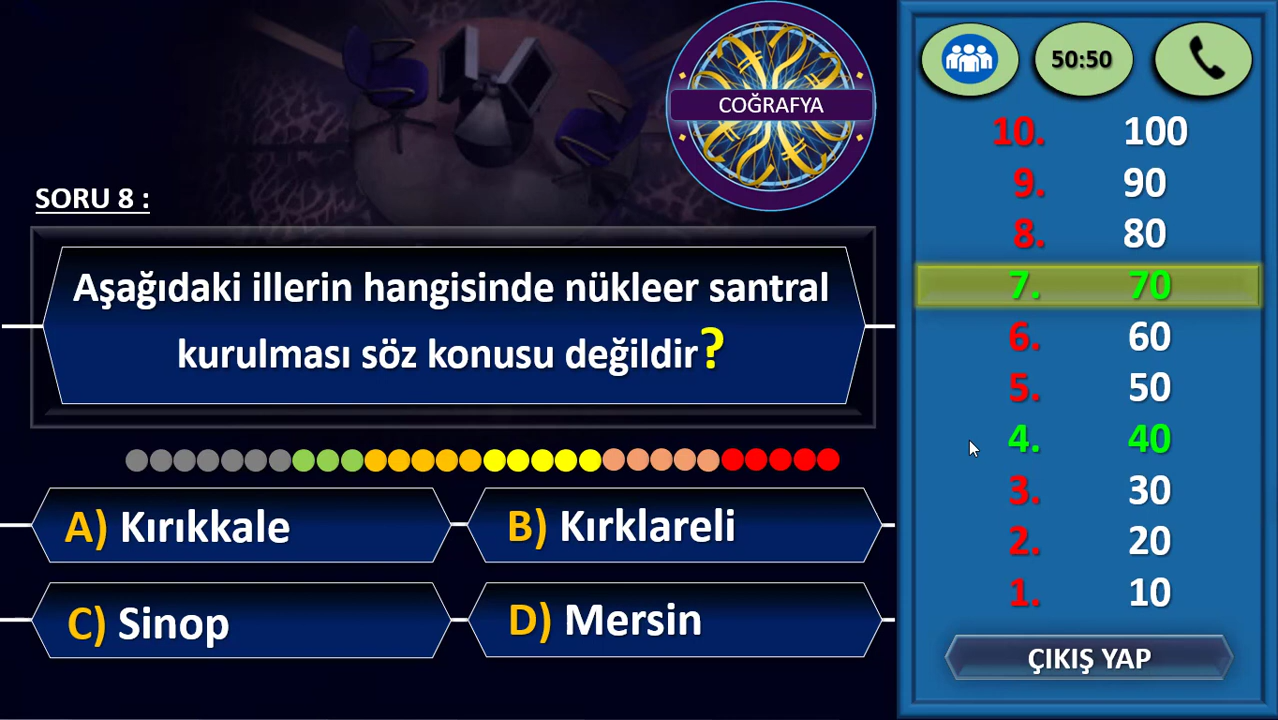 COĞRAFYA
SORU 8 :
Aşağıdaki illerin hangisinde nükleer santral
kurulması söz konusu değildir?
A) Kırıkkale
B) Kırklareli
C) Sinop
D) Mersin
50:50
10. 100
9. 90
8. 80
7. 70
6. 60
5. 50
4. 40
3. 30
2. 20
1. 10
ÇIKIŞ YAP